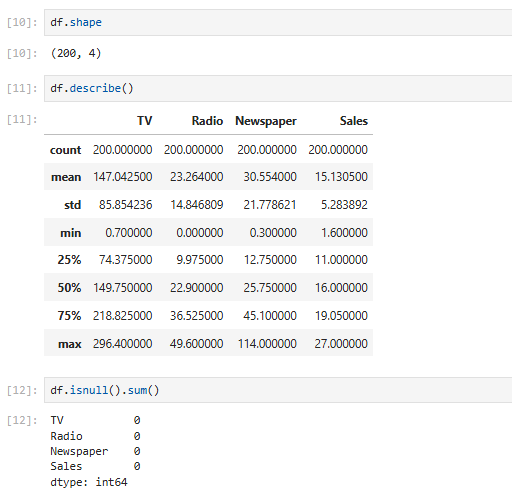 [10]: df.shape
[10]: (200, 4)
[11]: df.describe()
[11]:
TV Radio Newspaper Sales
count 200.000000 200.000000 200.000000 200.000000
mean 147.042500 23.264000 30.554000 15.130500
std 85.854236 14.846809 21.778621 5.283892
min 0.700000 0.000000 0.300000 1.600000
25% 74.375000 9.975000 12.750000 11.000000
50% 149.750000 22.900000 25.750000 16.000000
75% 218.825000 36.525000 45.100000 19.050000
max 296.400000 49.600000 114.000000 27.000000
[12]: df.isnull().sum()
[12]: TV 0
Radio 0
Newspaper 0
Sales 0
dtype: int64